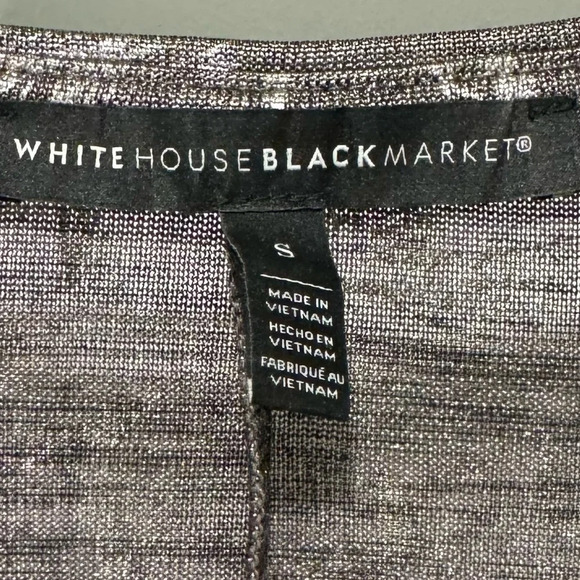 WHITE HOUSE BLACK MARKET®
S
MADE IN
VIETNAM
HECHO EN
VIETNAM
FABRIQUÉ AU
VIETNAM